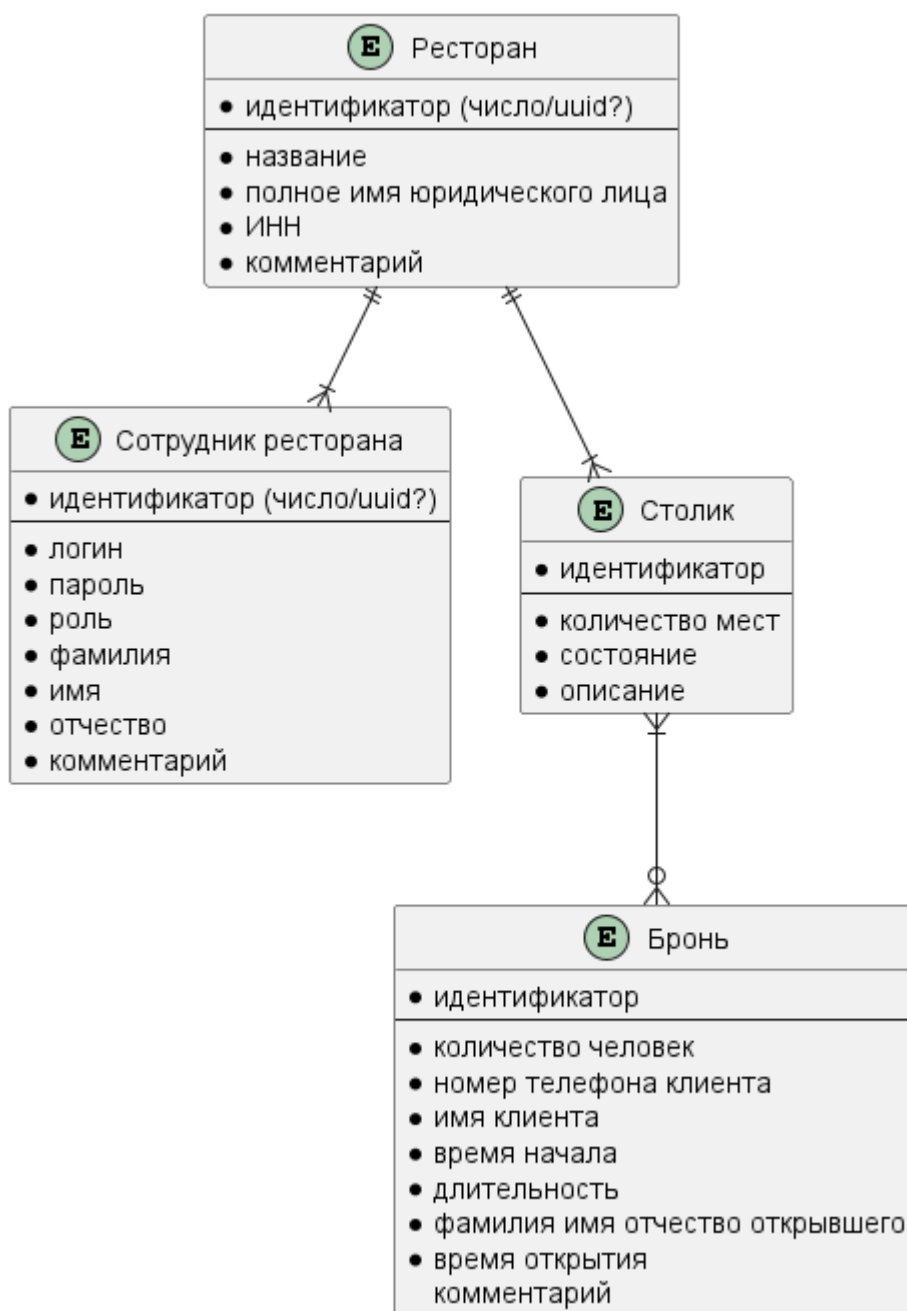 E Ресторан
идентификатор (число/uuid?)
название
полное имя юридического лица
ИНН
комментарий
E Сотрудник ресторана
идентификатор (число/uuid?)
логин
пароль
роль
фамилия
имя
отчество
комментарий
E Столик
идентификатор
количество мест
состояние
описание
E Бронь
идентификатор
количество человек
номер телефона клиента
имя клиента
время начала
длительность
фамилия имя отчество открывшего
время открытия
комментарий